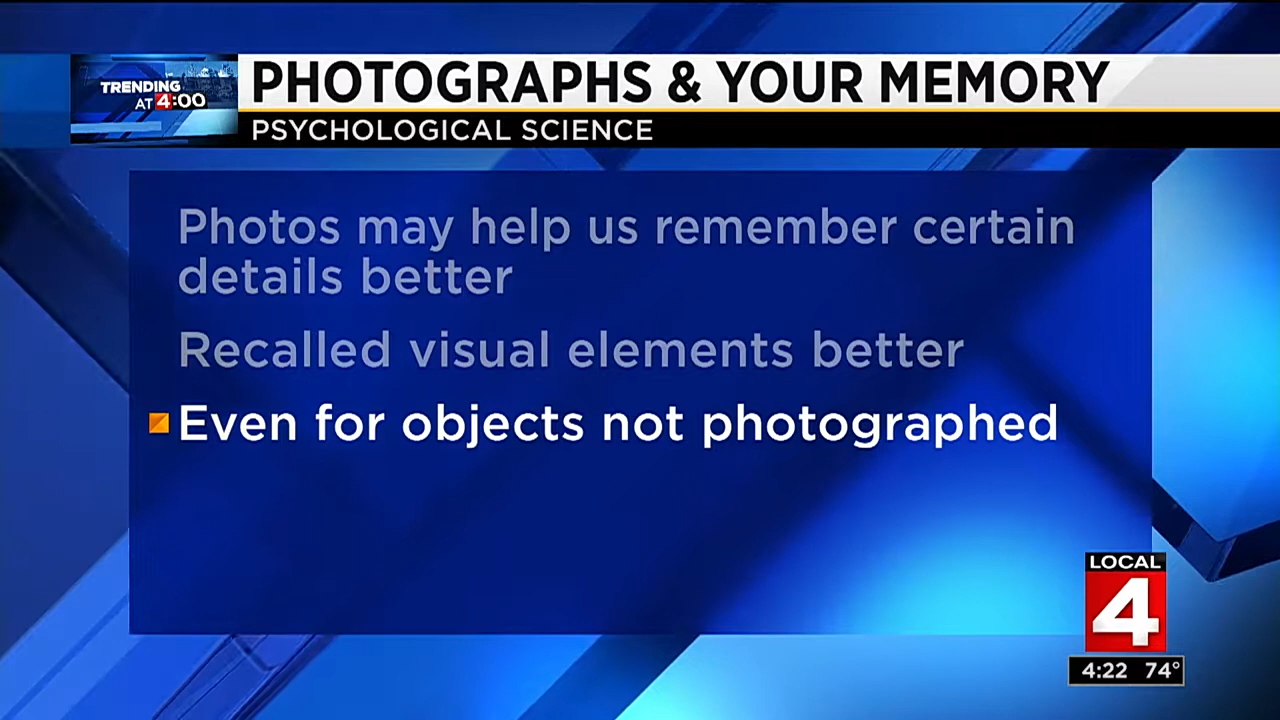 TRENDING
AT 4:00
PHOTOGRAPHS & YOUR MEMORY
PSYCHOLOGICAL SCIENCE
Photos may help us remember certain
details better
Recalled visual elements better
Even for objects not photographed
LOCAL
4
4:22 74°